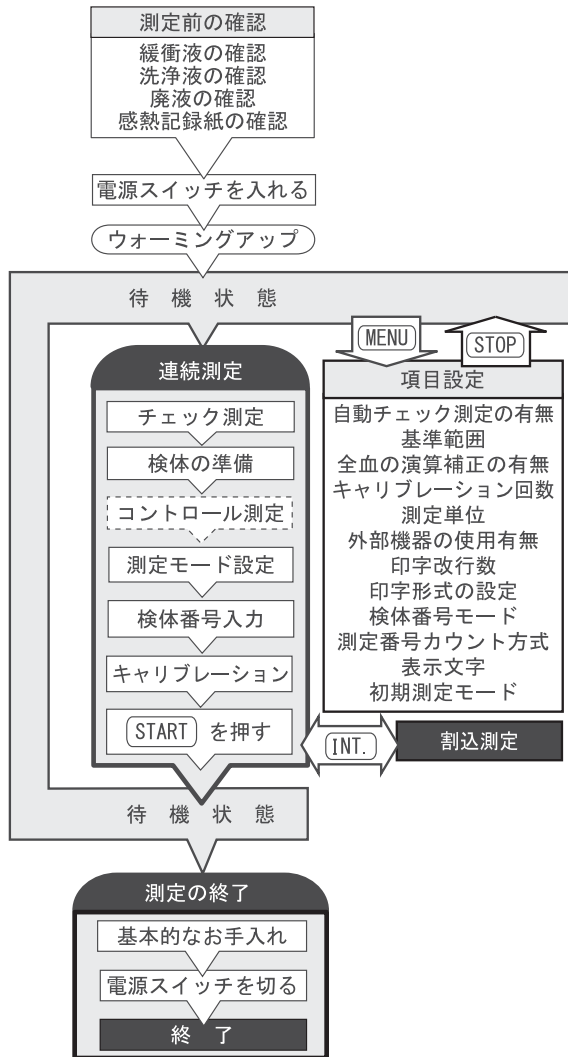 測定前の確認
緩衝液の確認
洗浄液の確認
廃液の確認
感熱記録紙の確認
電源スイッチを入れる
ウォーミングアップ
待機状態
MENU
STOP
連続測定
チェック測定
検体の準備
コントロール測定
測定モード設定
検体番号入力
キャリブレーション
START を押す
項目設定
自動チェック測定の有無
基準範囲
全血の演算補正の有無
キャリブレーション回数
測定単位
外部機器の使用有無
印字改行数
印字形式の設定
検体番号モード
測定番号カウント方式
表示文字
初期測定モード
INT.
割込測定
待機状態
測定の終了
基本的なお手入れ
電源スイッチを切る
終了